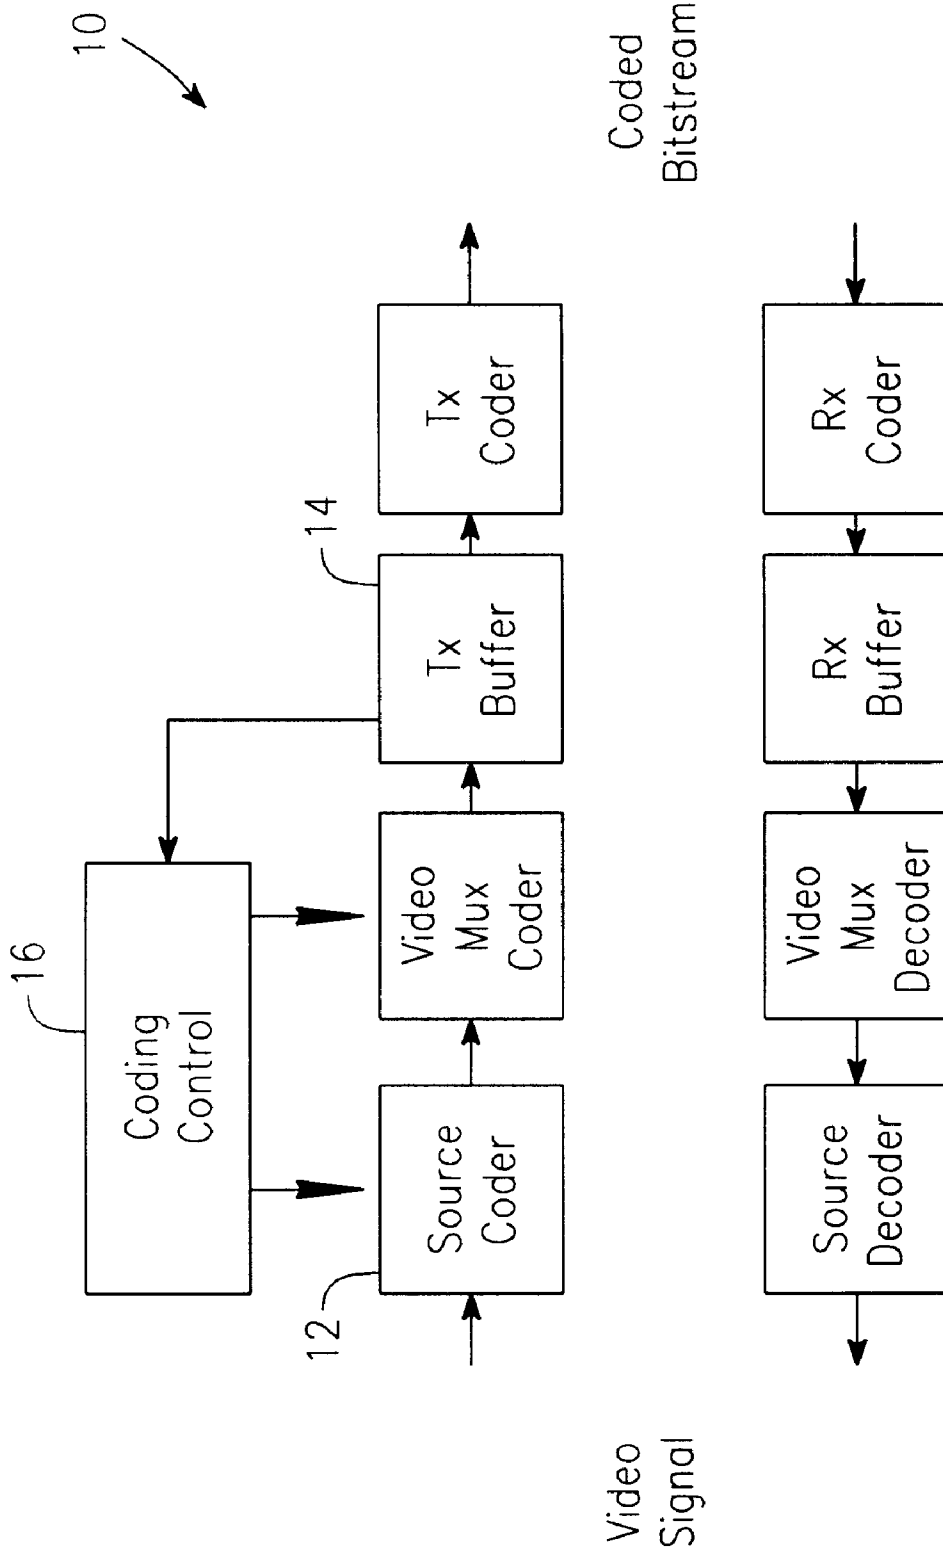 10
16
Coding
Control
14
12
Source
Coder
Video
Mux
Coder
Tx
Buffer
Tx
Coder
Video
Signal
Coded
Bitstream
Source
Decoder
Video
Mux
Decoder
Rx
Buffer
Rx
Coder